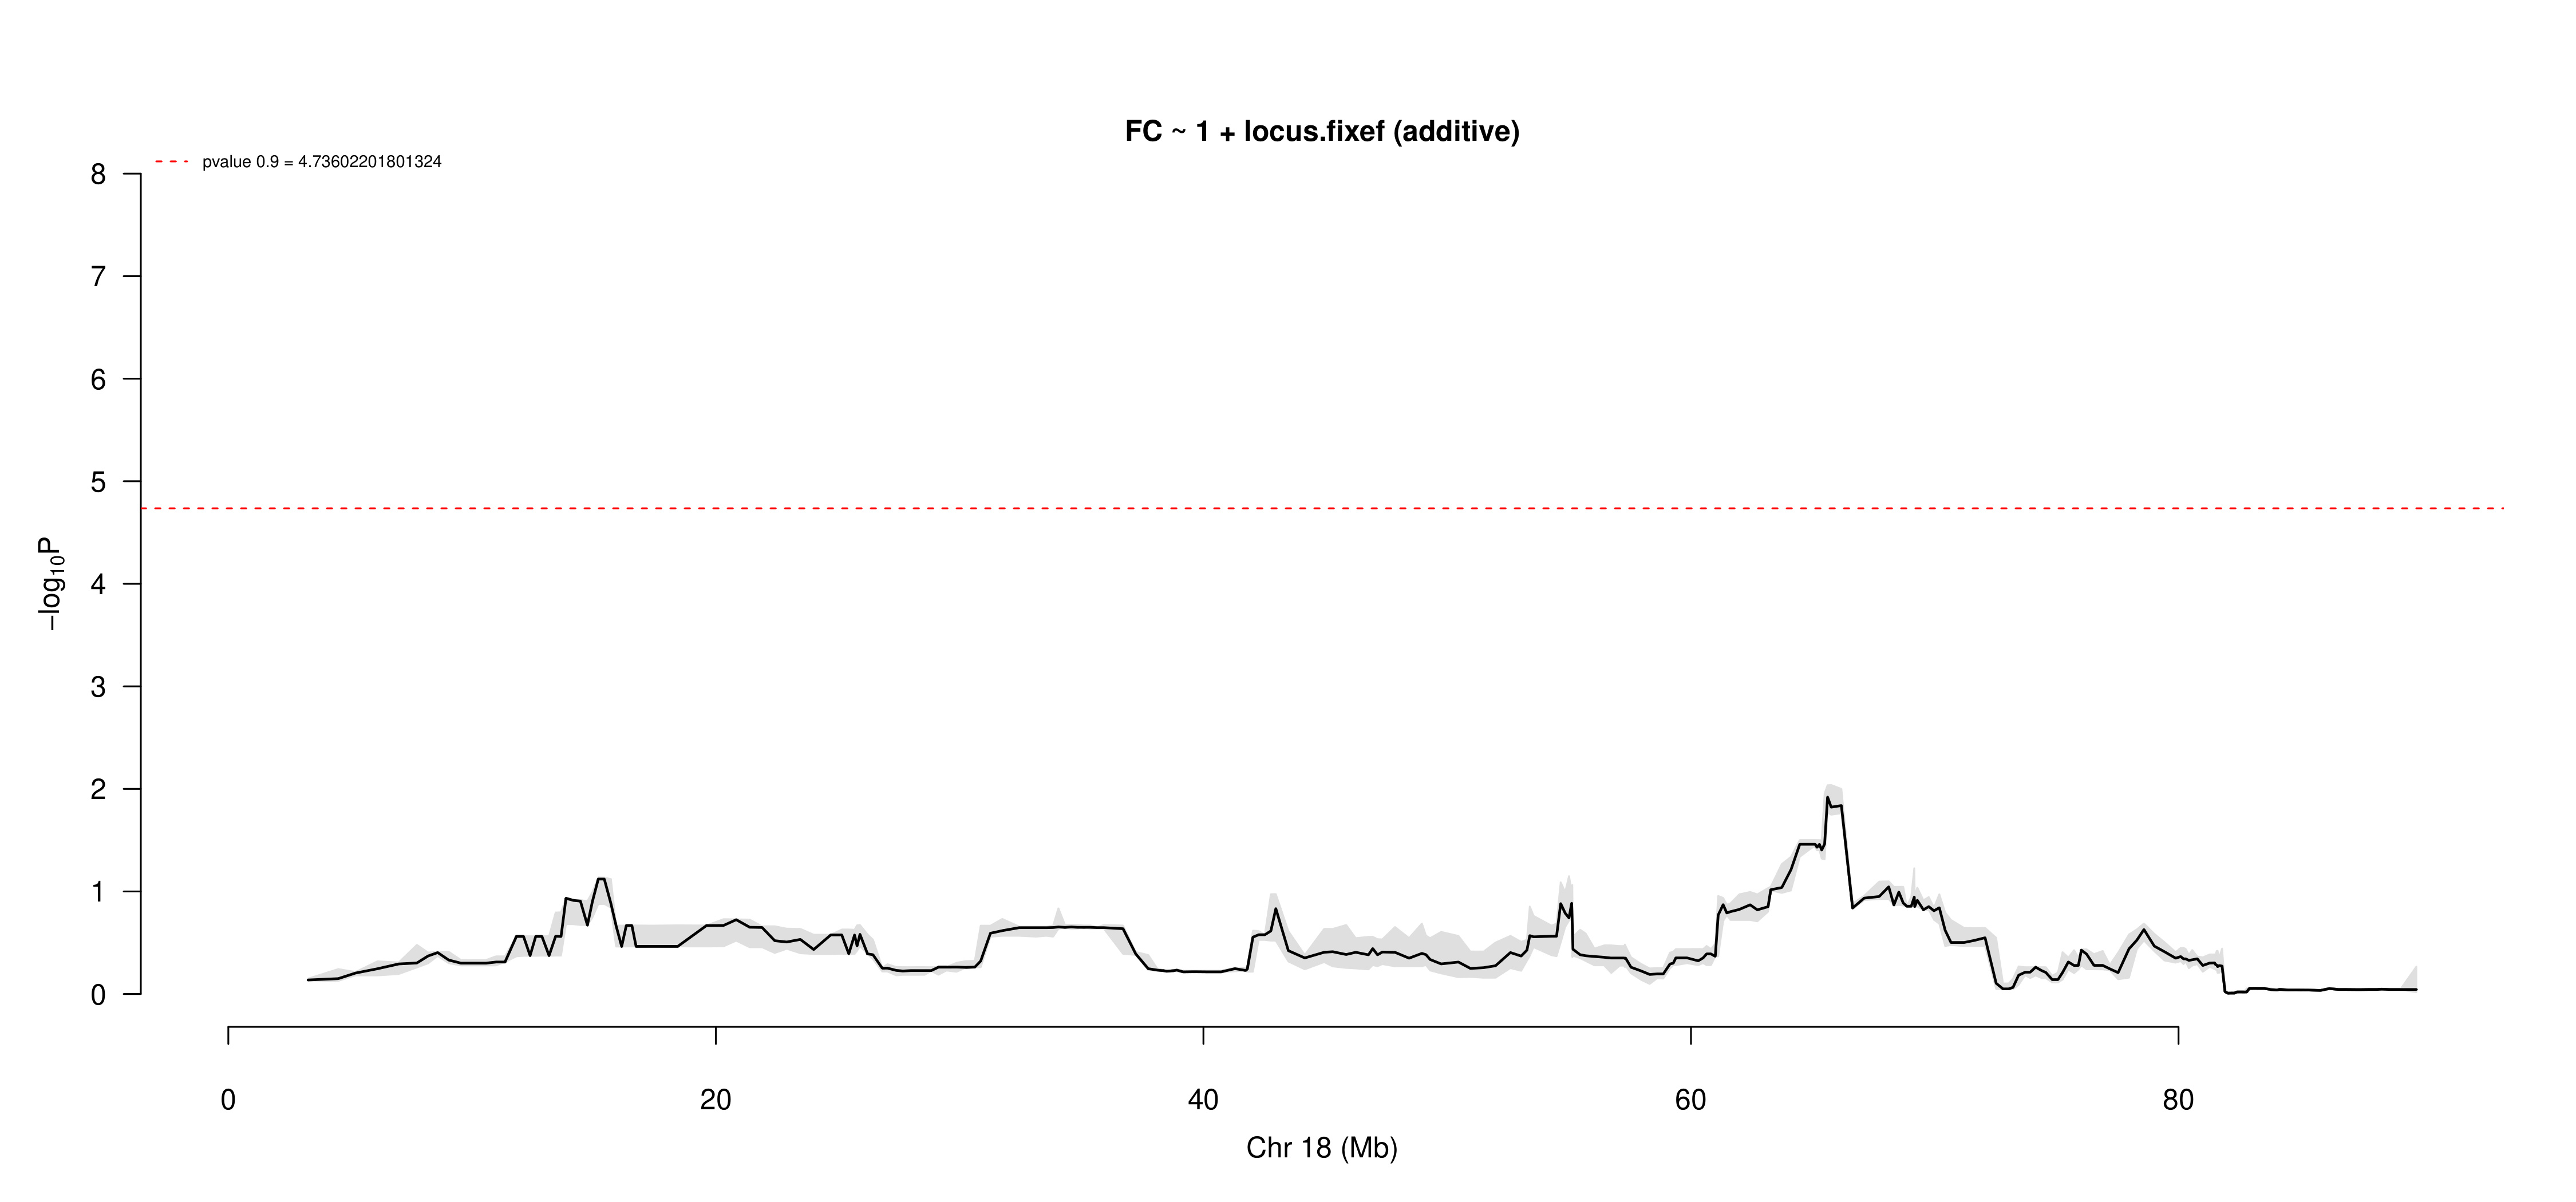 FC ~ 1 + locus.fixef (additive)
pvalue 0.9 = 4.73602201801324
8
7
6
5
4
3
2
1
0
−log10P
0 20 40 60 80
Chr 18 (Mb)